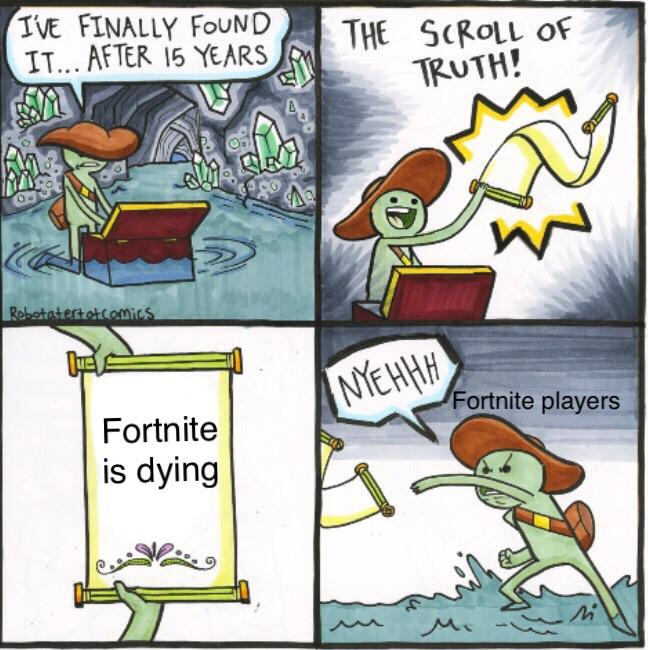 I'VE FINALLY FOUND
IT... AFTER 15 YEARS
THE SCROLL OF
TRUTH!
Robotatertotcomics
Fortnite
is dying
NYEHHH
Fortnite players